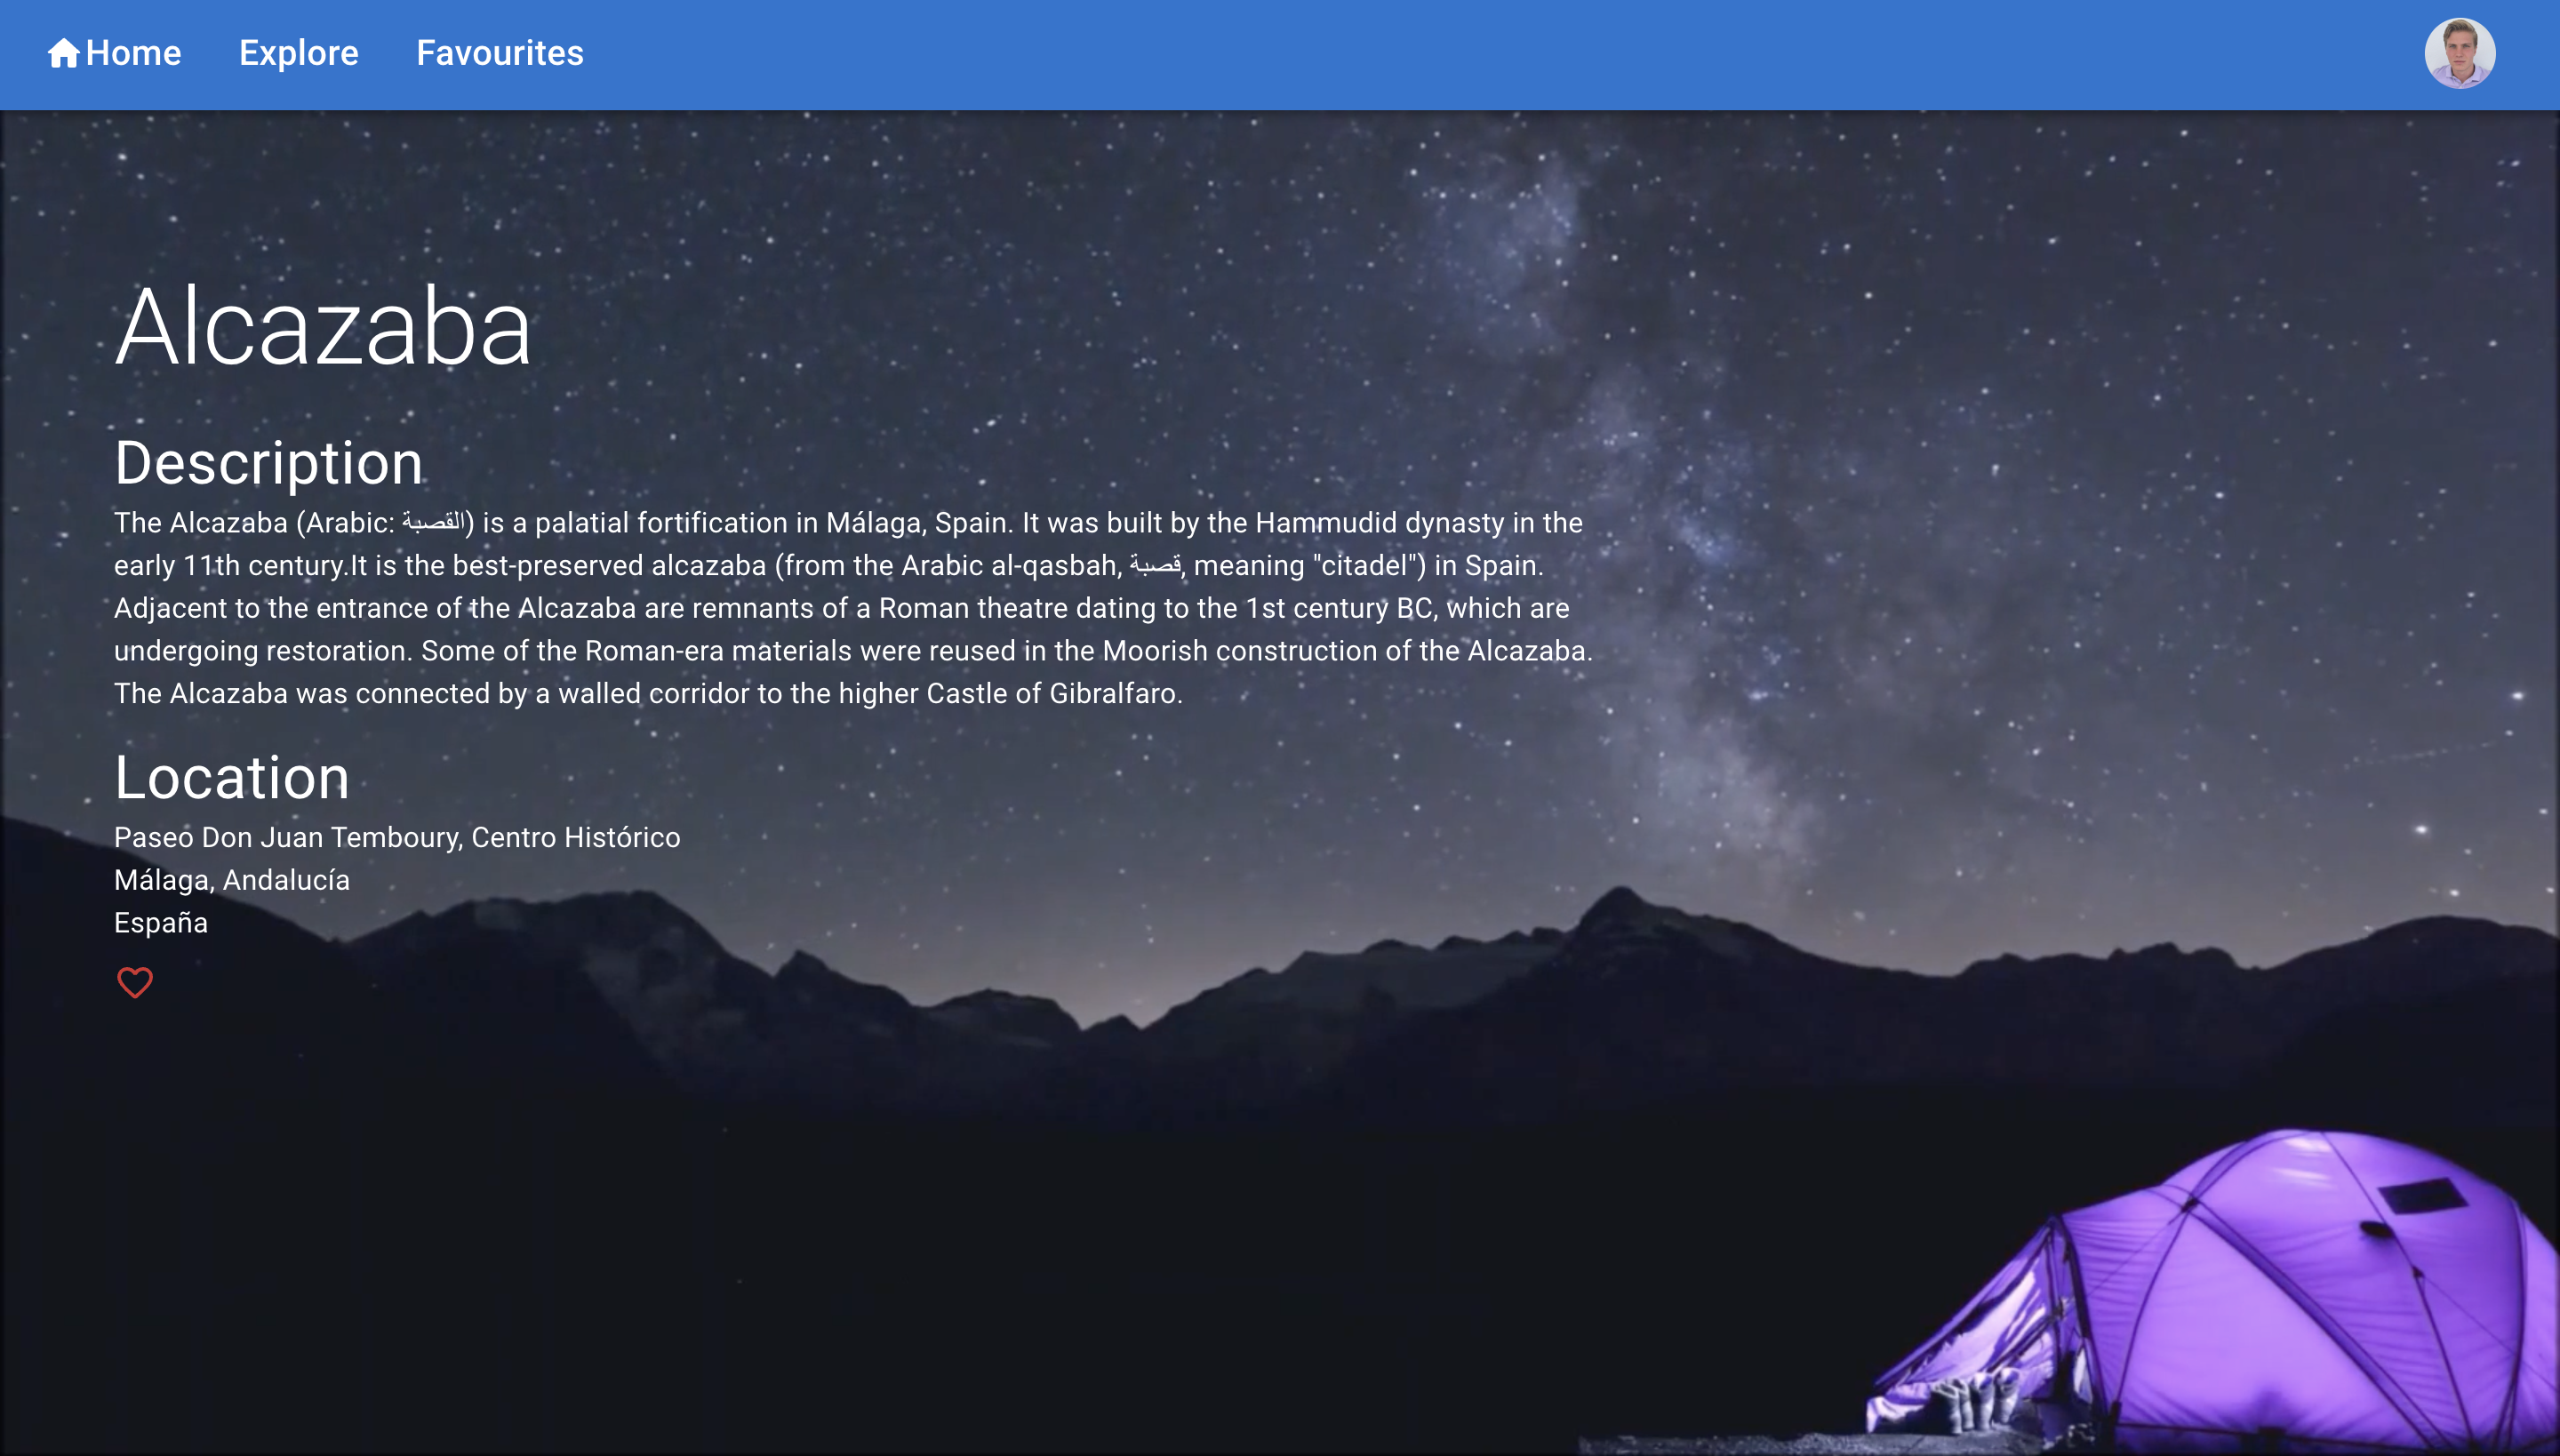 Home Explore Favourites
Alcazaba
Description
The Alcazaba (Arabic: القصبة) is a palatial fortification in Málaga, Spain. It was built by the Hammudid dynasty in the
early 11th century.It is the best-preserved alcazaba (from the Arabic al-qasbah, قصبة, meaning "citadel") in Spain.
Adjacent to the entrance of the Alcazaba are remnants of a Roman theatre dating to the 1st century BC, which are
undergoing restoration. Some of the Roman-era materials were reused in the Moorish construction of the Alcazaba.
The Alcazaba was connected by a walled corridor to the higher Castle of Gibralfaro.
Location
Paseo Don Juan Temboury, Centro Histórico
Málaga, Andalucía
España